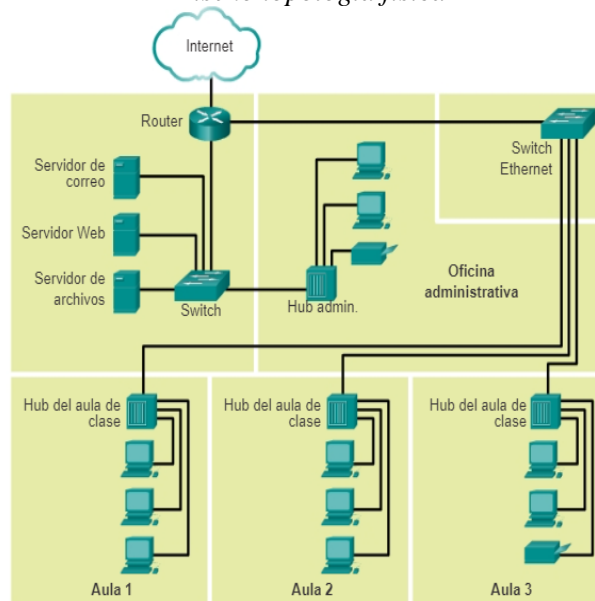 Internet
Router
Servidor de
correo
Switch
Ethernet
Servidor Web
Servidor de
archivos
Switch
Hub admin.
Oficina
administrativa
Hub del aula de
clase
Hub del aula de
clase
Hub del aula de
clase
Aula 1
Aula 2
Aula 3